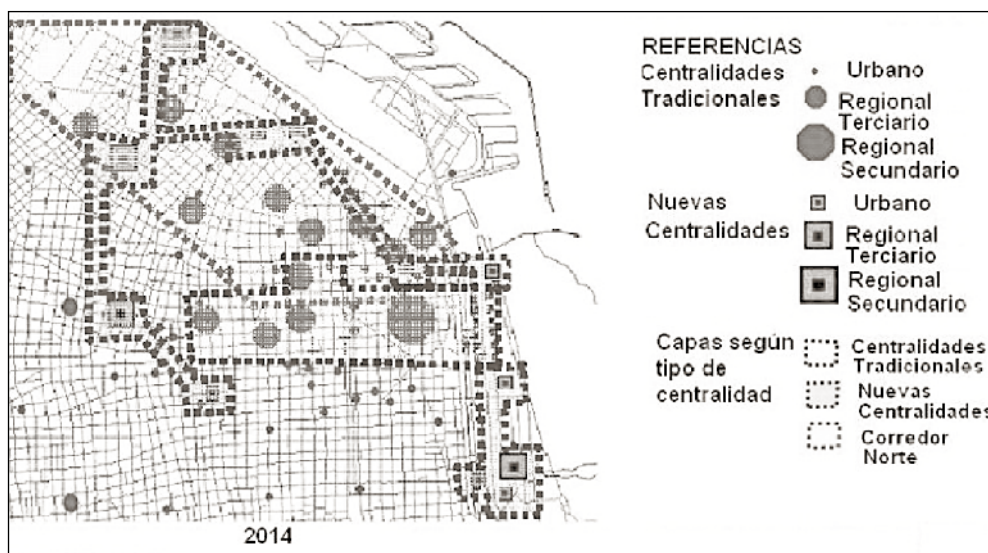 REFERENCIAS
Centralidades
Tradicionales
Urbano
Regional
Terciario
Regional
Secundario
Nuevas
Centralidades
Urbano
Regional
Terciario
Regional
Secundario
Capas según
tipo de
centralidad
Centralidades
Tradicionales
Nuevas
Centralidades
Corredor
Norte
2014